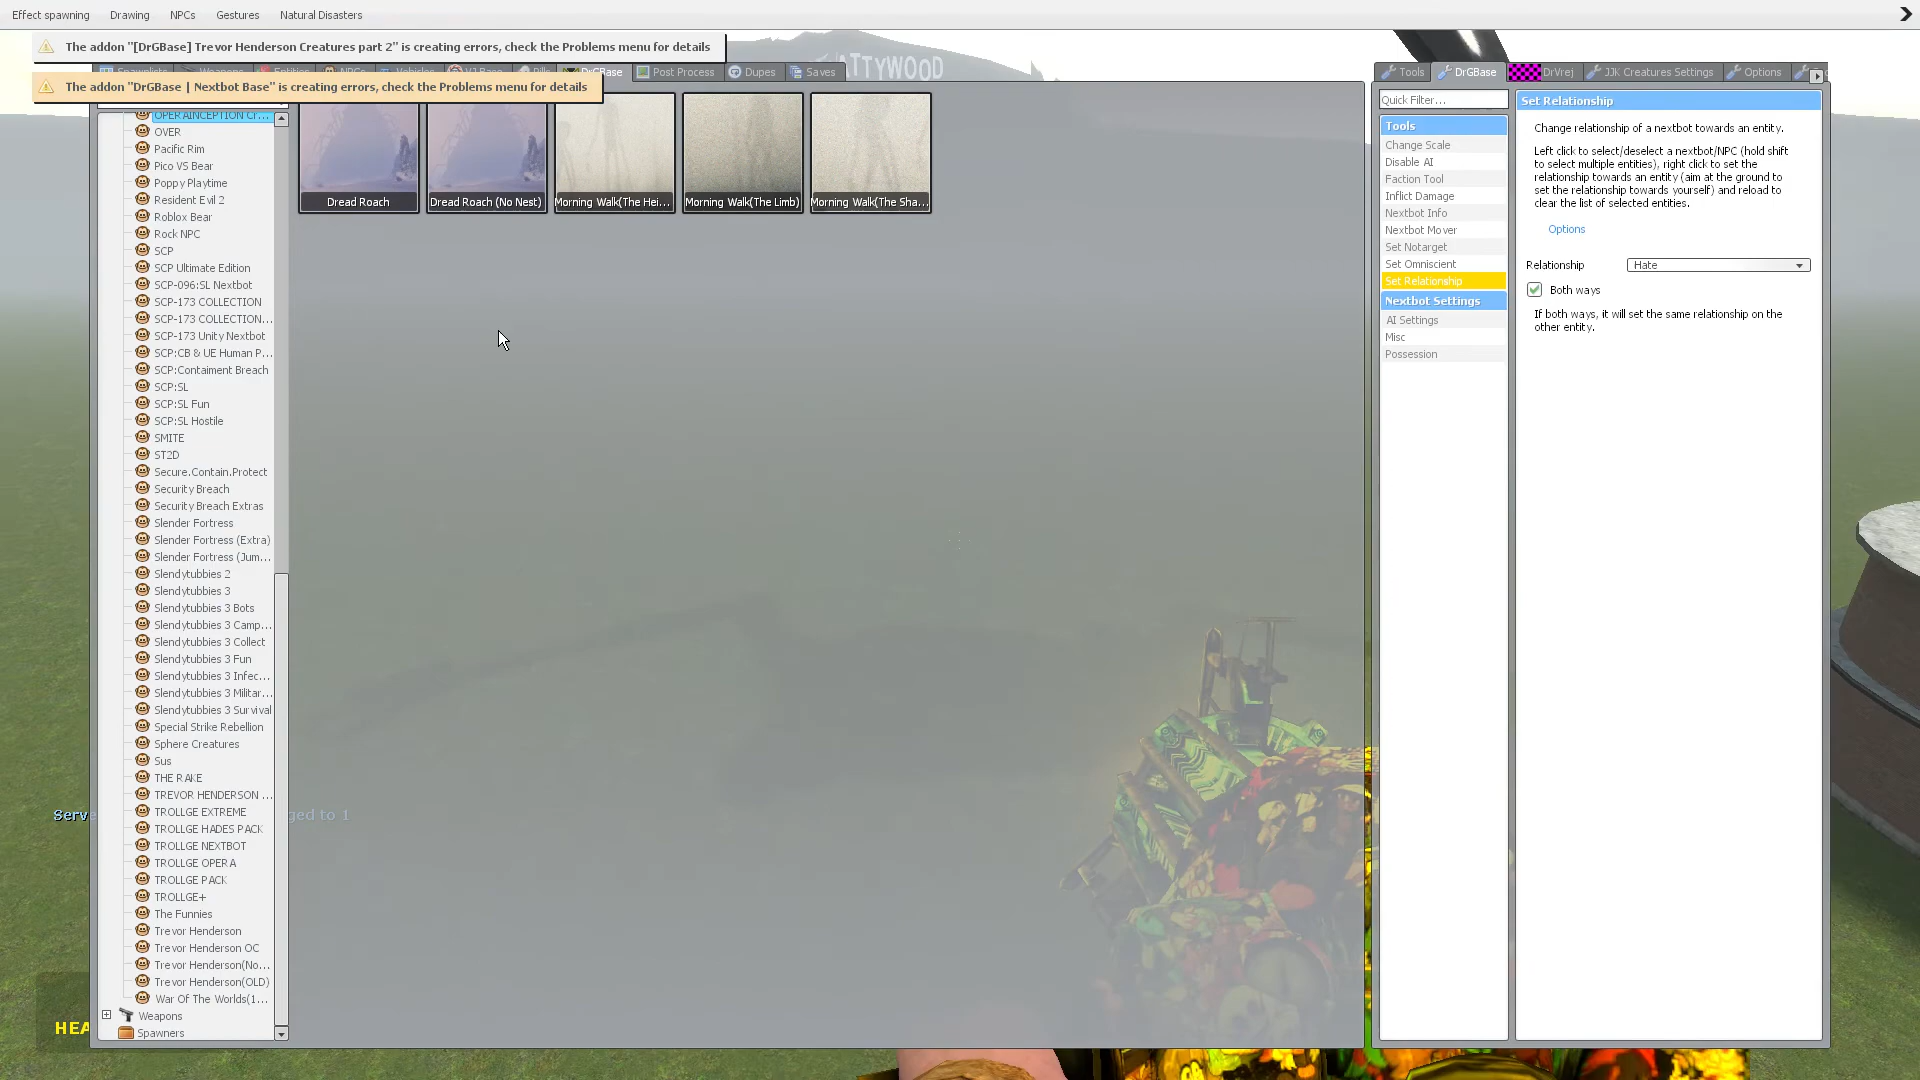 Effect spawning
Drawing
NPCs
Gestures
Natural Disasters
The addon "[DrGBase] Trevor Henderson Creatures part 2" is creating errors, check the Problems menu for details
The addon "DrGBase | Nextbot Base" is creating errors, check the Problems menu for details
DrGBase
Post Process
Dupes
Saves
ATTYWOOD
Tools
DrGBase
DrVrej
JJK Creatures Settings
Options
OPERAINCEPTION Cr...
OVER
Pacific Rim
Pico VS Bear
Poppy Playtime
Resident Evil 2
Roblox Bear
Rock NPC
SCP
SCP Ultimate Edition
SCP-096:SL Nextbot
SCP-173 COLLECTION
SCP-173 COLLECTION...
SCP-173 Unity Nextbot
SCP:CB & UE Human P...
SCP:Contaiment Breach
SCP:SL
SCP:SL Fun
SCP:SL Hostile
SMITE
ST2D
Secure.Contain.Protect
Security Breach
Security Breach Extras
Slender Fortress
Slender Fortress (Extra)
Slender Fortress (Jum...
Slendytubbies 2
Slendytubbies 3
Slendytubbies 3 Bots
Slendytubbies 3 Camp...
Slendytubbies 3 Collect
Slendytubbies 3 Fun
Slendytubbies 3 Infec...
Slendytubbies 3 Militar...
Slendytubbies 3 Survival
Special Strike Rebellion
Sphere Creatures
Sus
THE RAKE
TREVOR HENDERSON ...
TROLLGE EXTREME
TROLLGE HADES PACK
TROLLGE NEXTBOT
TROLLGE OPERA
TROLLGE PACK
TROLLGE+
The Funnies
Trevor Henderson
Trevor Henderson OC
Trevor Henderson(No...
Trevor Henderson(OLD)
War Of The Worlds(1...
Weapons
Spawners
Dread Roach
Dread Roach (No Nest)
Morning Walk(The Hei...
Morning Walk(The Limb)
Morning Walk(The Sha...
Serve
ged to 1
HEA
Quick Filter...
Tools
Change Scale
Disable AI
Faction Tool
Inflict Damage
Nextbot Info
Nextbot Mover
Set Notarget
Set Omniscient
Set Relationship
Nextbot Settings
AI Settings
Misc
Possession
Set Relationship
Change relationship of a nextbot towards an entity.
Left click to select/deselect a nextbot/NPC (hold shift
to select multiple entities), right click to set the
relationship towards an entity (aim at the ground to
set the relationship towards yourself) and reload to
clear the list of selected entities.
Options
Relationship
Hate
Both ways
If both ways, it will set the same relationship on the
other entity.